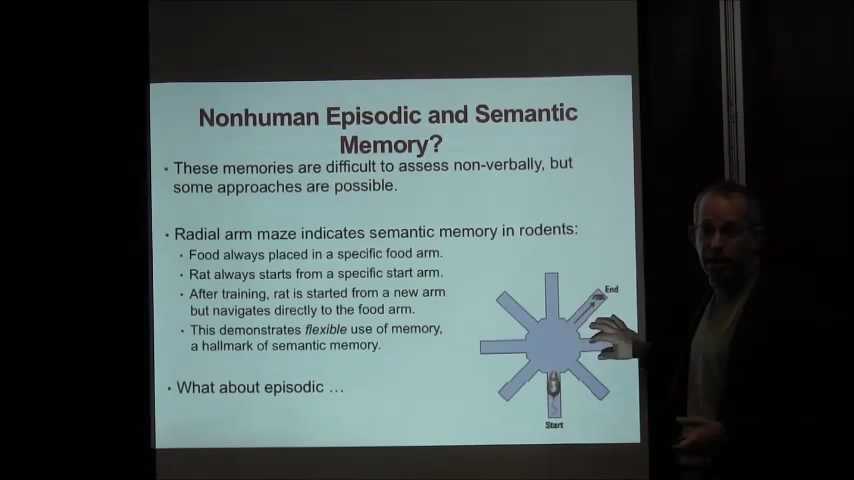 Nonhuman Episodic and Semantic
Memory?
• These memories are difficult to assess non-verbally, but
some approaches are possible.
• Radial arm maze indicates semantic memory in rodents:
• Food always placed in a specific food arm.
• Rat always starts from a specific start arm.
• After training, rat is started from a new arm
but navigates directly to the food arm.
• This demonstrates flexible use of memory,
a hallmark of semantic memory.
• What about episodic …
End
Start